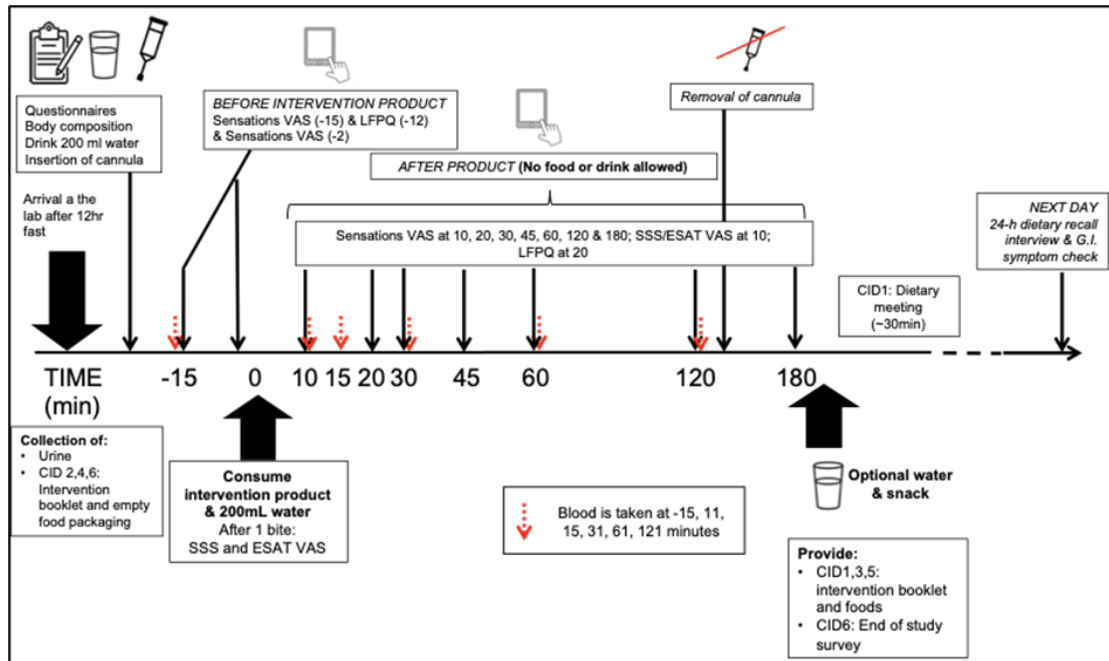 Questionnaires
Body composition
Drink 200 ml water
Insertion of cannula
Arrival a the
lab after 12hr
fast
BEFORE INTERVENTION PRODUCT
Sensations VAS (-15) & LFPQ (-12)
& Sensations VAS (-2)
AFTER PRODUCT (No food or drink allowed)
Sensations VAS at 10, 20, 30, 45, 60, 120 & 180; SSS/ESAT VAS at 10;
LFPQ at 20
Removal of cannula
CID1: Dietary
meeting
(~30min)
NEXT DAY
24-h dietary recall
interview & G.I.
symptom check
TIME
(min)
-15 0 10 15 20 30 45 60 120 180
Collection of:
• Urine
• CID 2,4,6:
Intervention
booklet and empty
food packaging
Consume
intervention product
& 200mL water
After 1 bite:
SSS and ESAT VAS
Blood is taken at -15, 11,
15, 31, 61, 121 minutes
Optional water
& snack
Provide:
• CID1,3,5:
intervention booklet
and foods
• CID6: End of study
survey